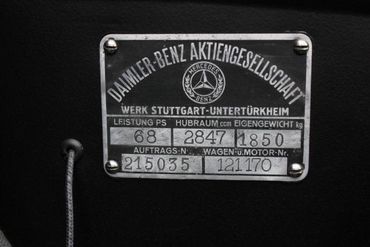 DAIMLER-BENZ AKTIENGESELLSCHAFT
MERCEDES
BENZ
WERK STUTTGART-UNTERTÜRKHEIM
LEISTUNG PS HUBRAUM ccm EIGENGEWICHT kg
68 2847 1850
AUFTRAGS-Nr. WAGEN-u.MOTOR-Nr.
215035 121170